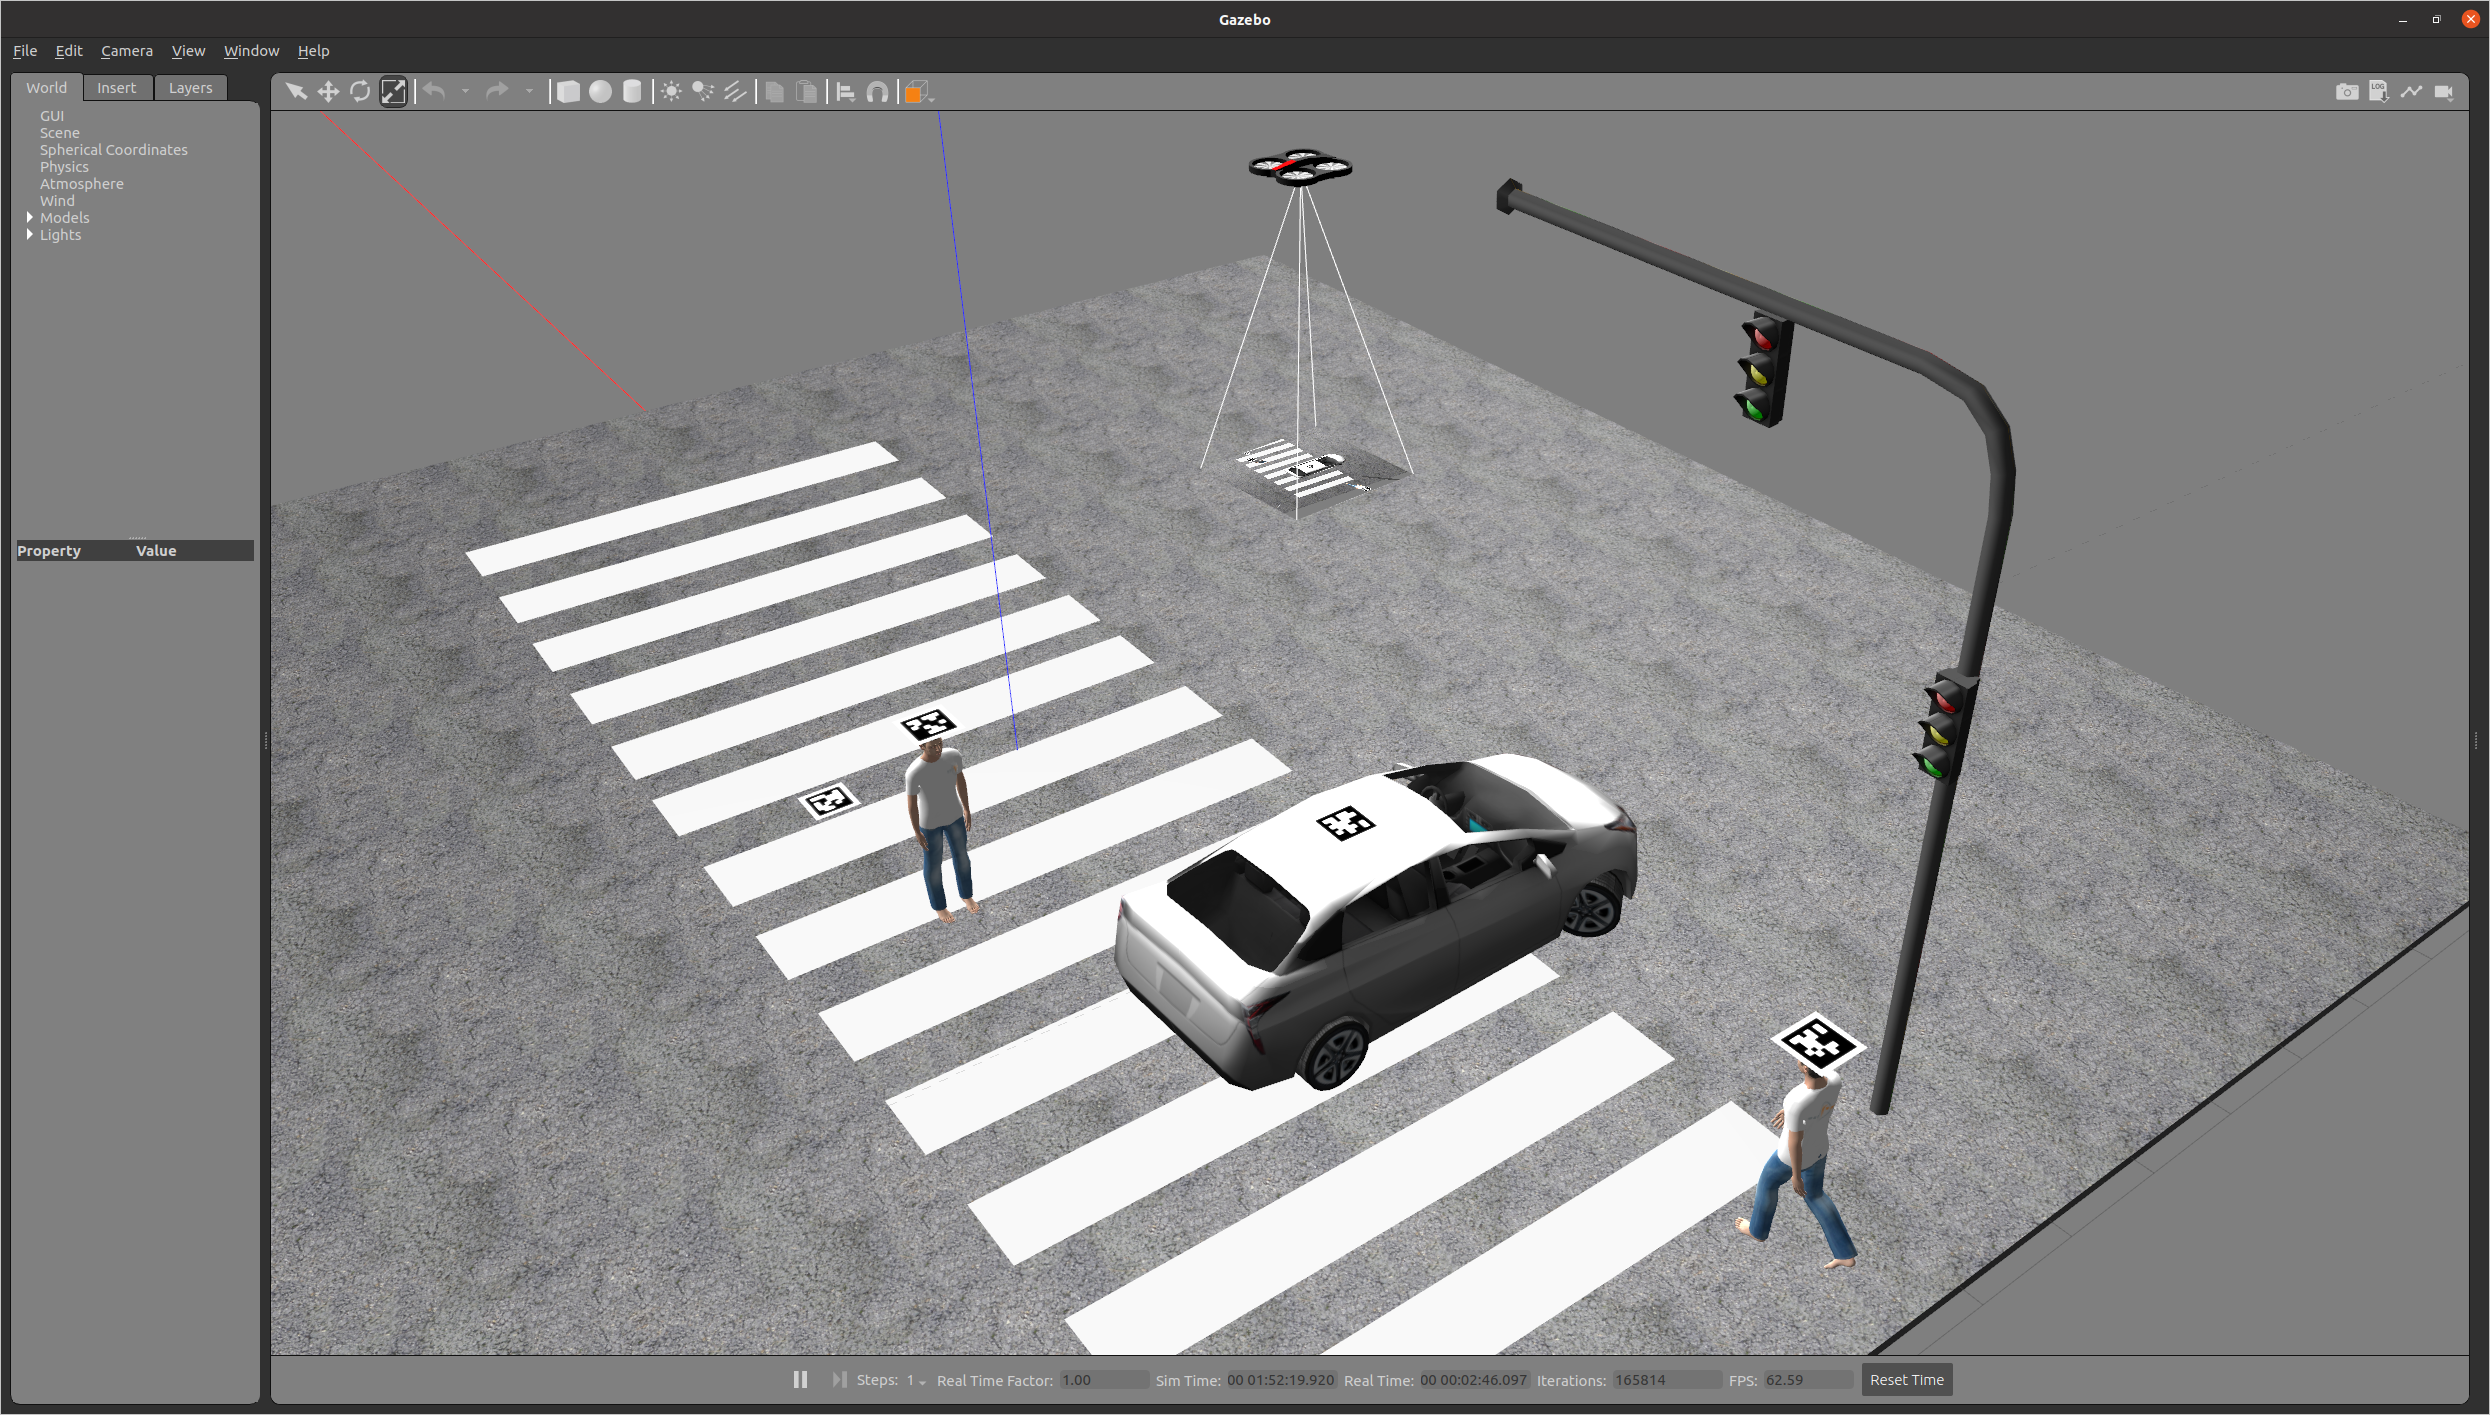 Gazebo
File Edit Camera View Window Help
World Insert Layers
GUI
Scene
Spherical Coordinates
Physics
Atmosphere
Wind
Models
Lights
Property Value
LOG
Steps: 1 Real Time Factor: 1.00 Sim Time: 00 01:52:19.920 Real Time: 00 00:02:46.097 Iterations: 165814 FPS: 62.59 Reset Time